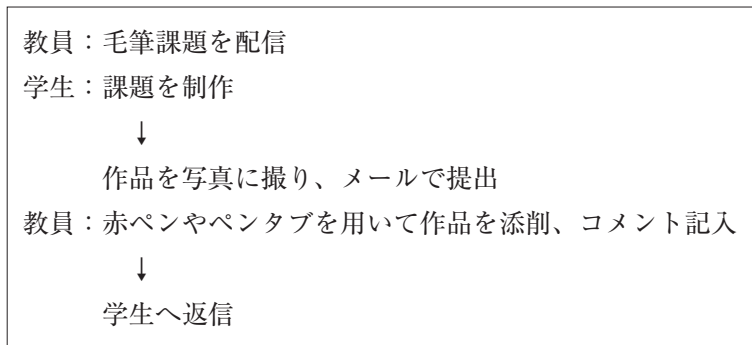 教員：毛筆課題を配信
学生：課題を制作
↓
作品を写真に撮り、メールで提出
教員：赤ペンやペンタブを用いて作品を添削、コメント記入
↓
学生へ返信